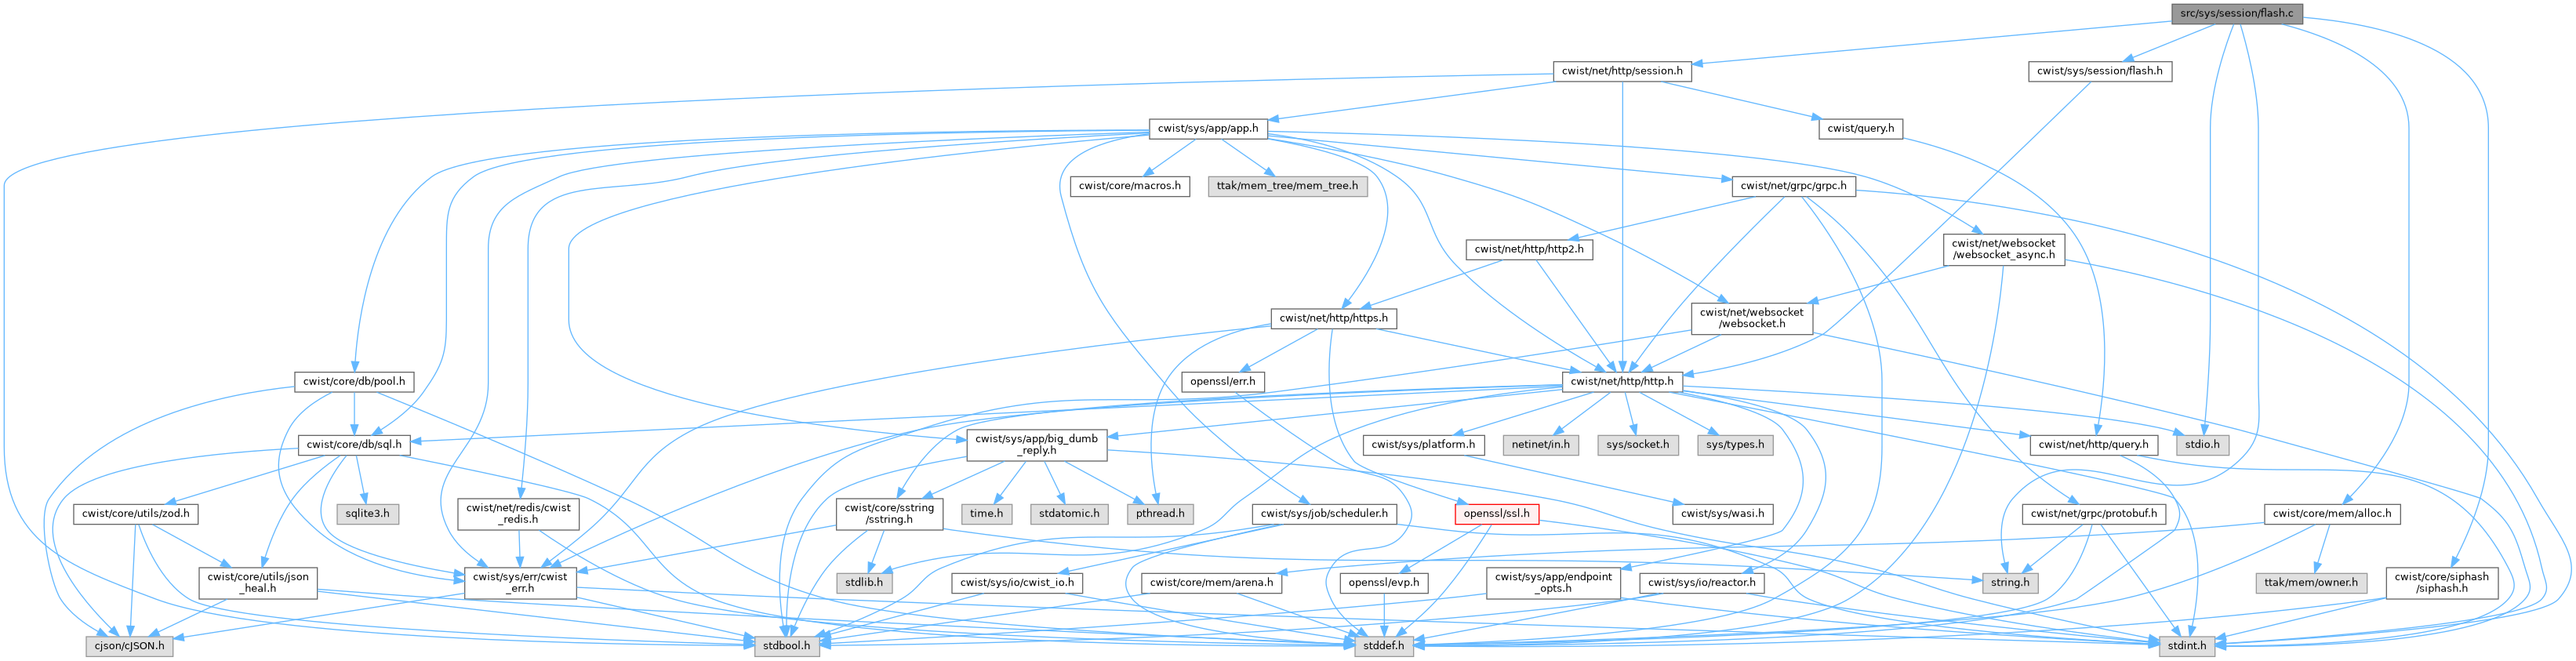 src/sys/session/flash.c
cwist/net/http/session.h
cwist/sys/session/flash.h
cwist/sys/app/app.h
cwist/query.h
cwist/core/macros.h
ttak/mem_tree/mem_tree.h
cwist/net/grpc/grpc.h
cwist/net/http/http2.h
cwist/net/websocket
/websocket_async.h
cwist/net/http/https.h
cwist/net/websocket
/websocket.h
cwist/core/db/pool.h
openssl/err.h
cwist/net/http/http.h
cwist/core/db/sql.h
cwist/sys/app/big_dumb
_reply.h
cwist/sys/platform.h
netinet/in.h
sys/socket.h
sys/types.h
cwist/net/http/query.h
stdio.h
cwist/core/utils/zod.h
sqlite3.h
cwist/net/redis/cwist
_redis.h
cwist/core/sstring
/sstring.h
time.h
stdatomic.h
pthread.h
cwist/sys/job/scheduler.h
openssl/ssl.h
cwist/sys/wasi.h
cwist/net/grpc/protobuf.h
cwist/core/mem/alloc.h
cwist/core/utils/json
_heal.h
cwist/sys/err/cwist
_err.h
stdlib.h
cwist/sys/io/cwist_io.h
cwist/core/mem/arena.h
openssl/evp.h
cwist/sys/app/endpoint
_opts.h
cwist/sys/io/reactor.h
string.h
ttak/mem/owner.h
cwist/core/siphash
/siphash.h
cjson/cJSON.h
stdbool.h
stddef.h
stdint.h